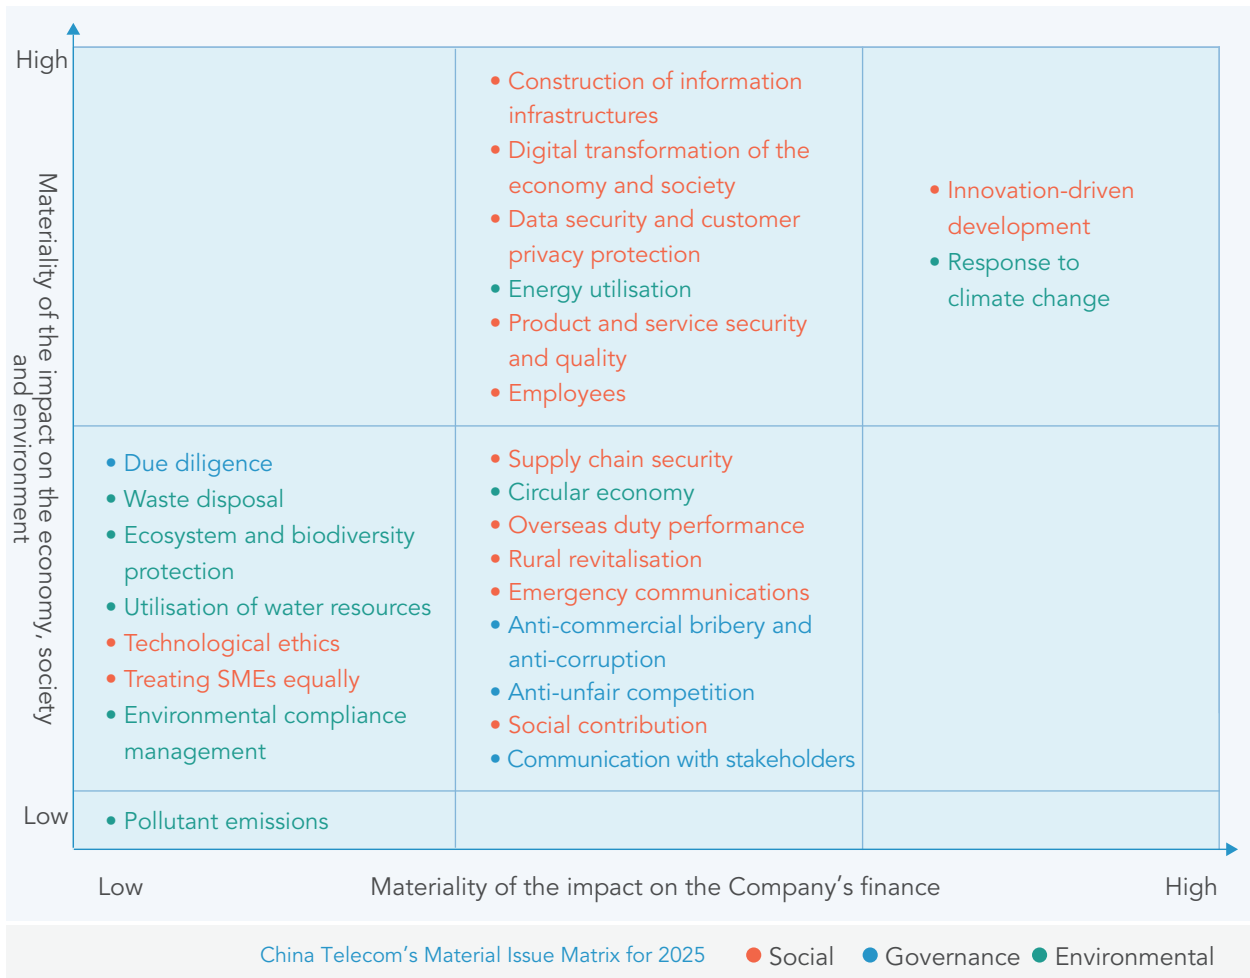 High
Materiality of the impact on the economy, society
and environment
Low
• Construction of information
infrastructures
• Digital transformation of the
economy and society
• Data security and customer
privacy protection
• Energy utilisation
• Product and service security
and quality
• Employees
• Innovation-driven
development
• Response to
climate change
• Due diligence
• Waste disposal
• Ecosystem and biodiversity
protection
• Utilisation of water resources
• Technological ethics
• Treating SMEs equally
• Environmental compliance
management
• Supply chain security
• Circular economy
• Overseas duty performance
• Rural revitalisation
• Emergency communications
• Anti-commercial bribery and
anti-corruption
• Anti-unfair competition
• Social contribution
• Communication with stakeholders
• Pollutant emissions
Low
Materiality of the impact on the Company’s finance
High
China Telecom’s Material Issue Matrix for 2025
Social
Governance
Environmental